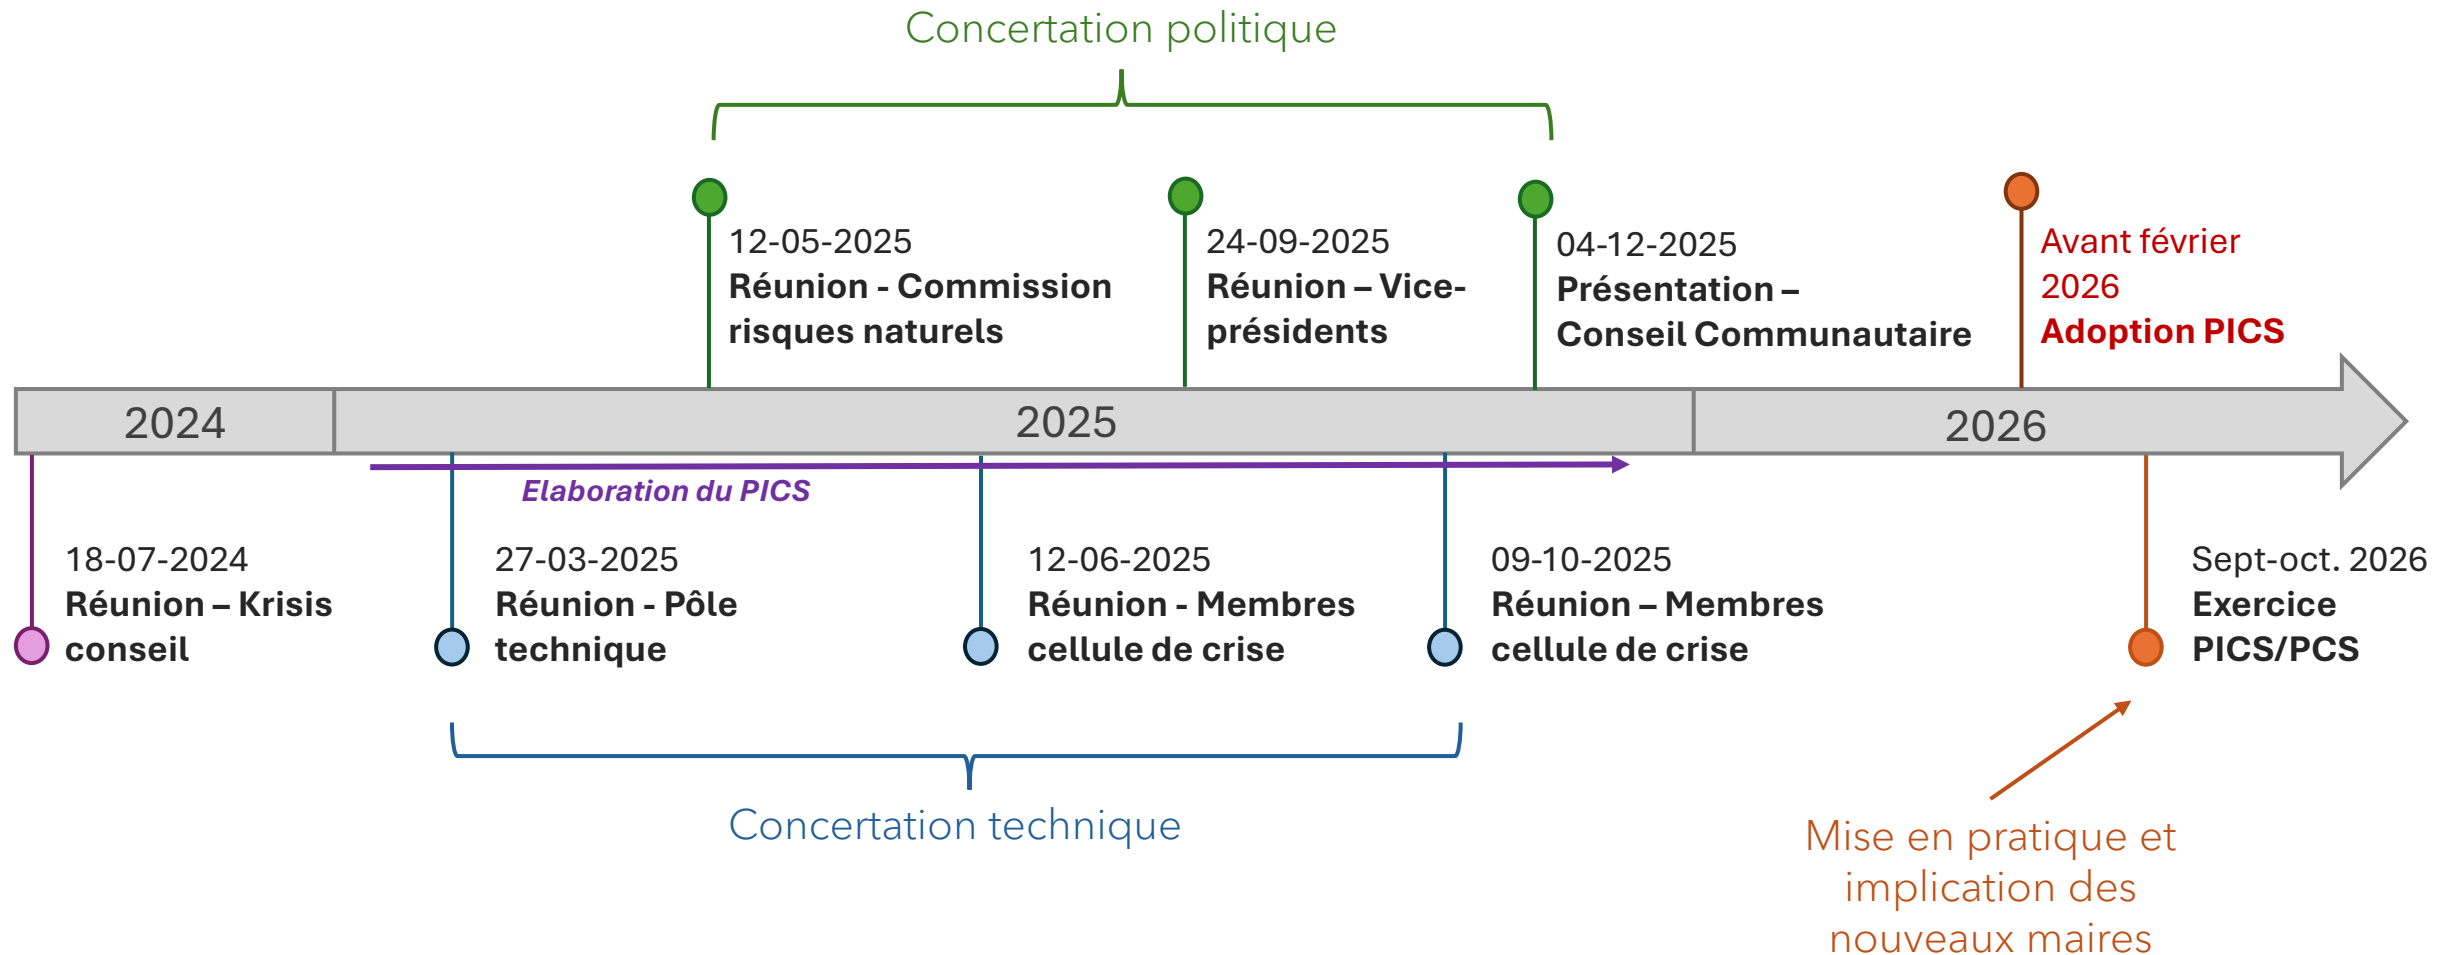 Concertation politique
12-05-2025
Réunion - Commission
risques naturels
24-09-2025
Réunion – Vice-
présidents
04-12-2025
Présentation –
Conseil Communautaire
Avant février
2026
Adoption PICS
2024
2025
2026
Elaboration du PICS
18-07-2024
Réunion – Krisis
conseil
27-03-2025
Réunion - Pôle
technique
12-06-2025
Réunion - Membres
cellule de crise
09-10-2025
Réunion – Membres
cellule de crise
Sept-oct. 2026
Exercice
PICS/PCS
Concertation technique
Mise en pratique et
implication des
nouveaux maires